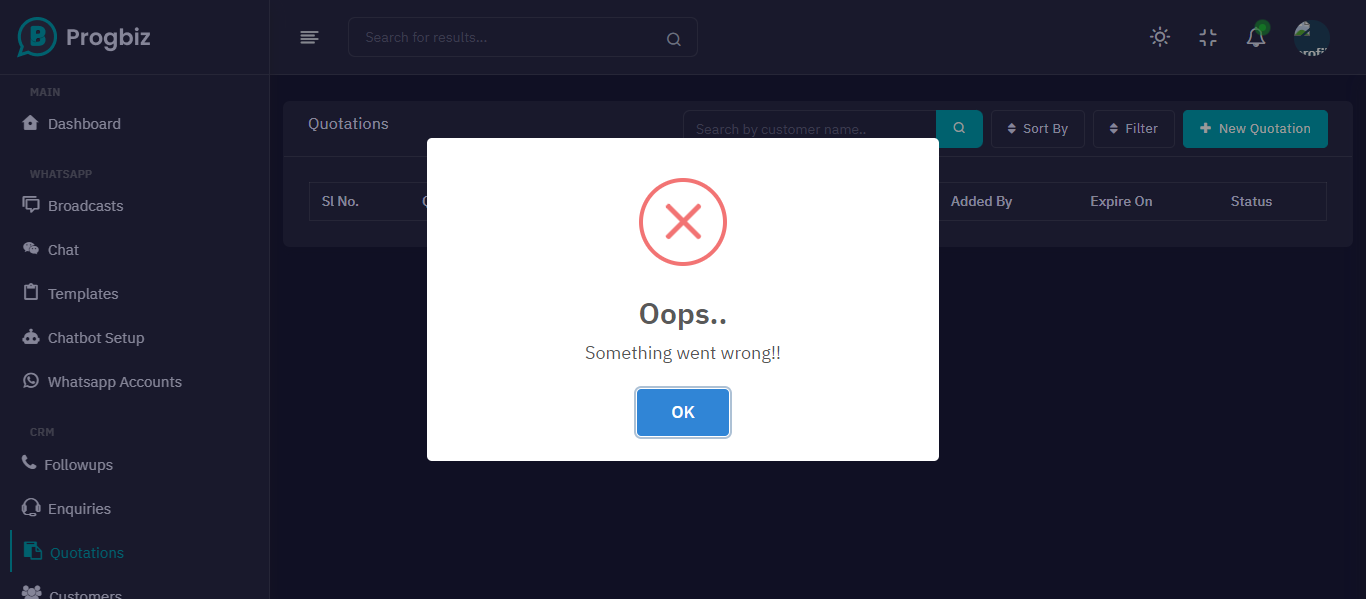 Progbiz
Search for results...
MAIN
Dashboard
WHATSAPP
Broadcasts
Chat
Templates
Chatbot Setup
Whatsapp Accounts
CRM
Followups
Enquiries
Quotations
Customers
Quotations
Search by customer name..
Sort By
Filter
New Quotation
Sl No.
Added By
Expire On
Status
Oops..
Something went wrong!!
OK